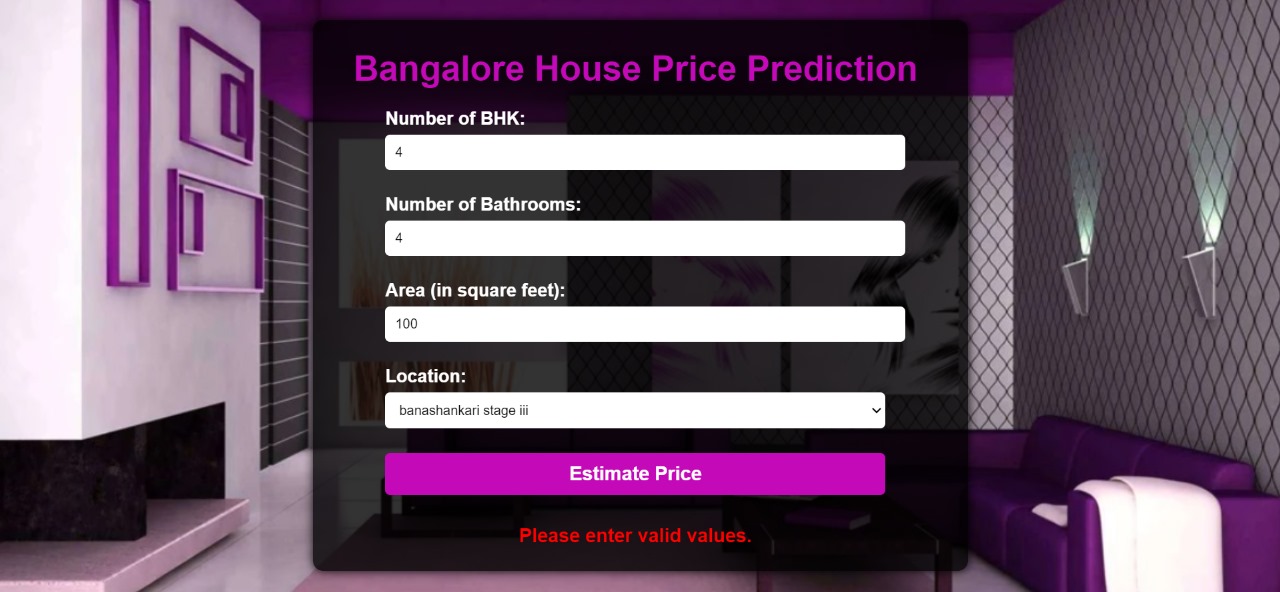 Bangalore House Price Prediction
Number of BHK:
4
Number of Bathrooms:
4
Area (in square feet):
100
Location:
banashankari stage iii
Estimate Price
Please enter valid values.